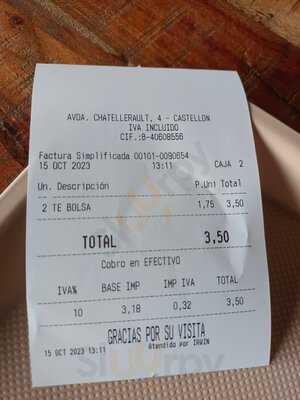 AVDA. CHATELLERAULT, 4 - CASTELLON
IVA INCLUIDO
CIF.:B-40608556
Factura Simplificada 00101-0090654
15 OCT 2023 13:11 CAJA 2
Un. Descripción P.Uni Total
2 TE BOLSA 1,75 3,50
TOTAL 3,50
Cobro en EFECTIVO
IVA% BASE IMP IMP IVA TOTAL
10 3,18 0,32 3,50
GRACIAS POR SU VISITA
15 OCT 2023 13:11 Atendido por IRWIN